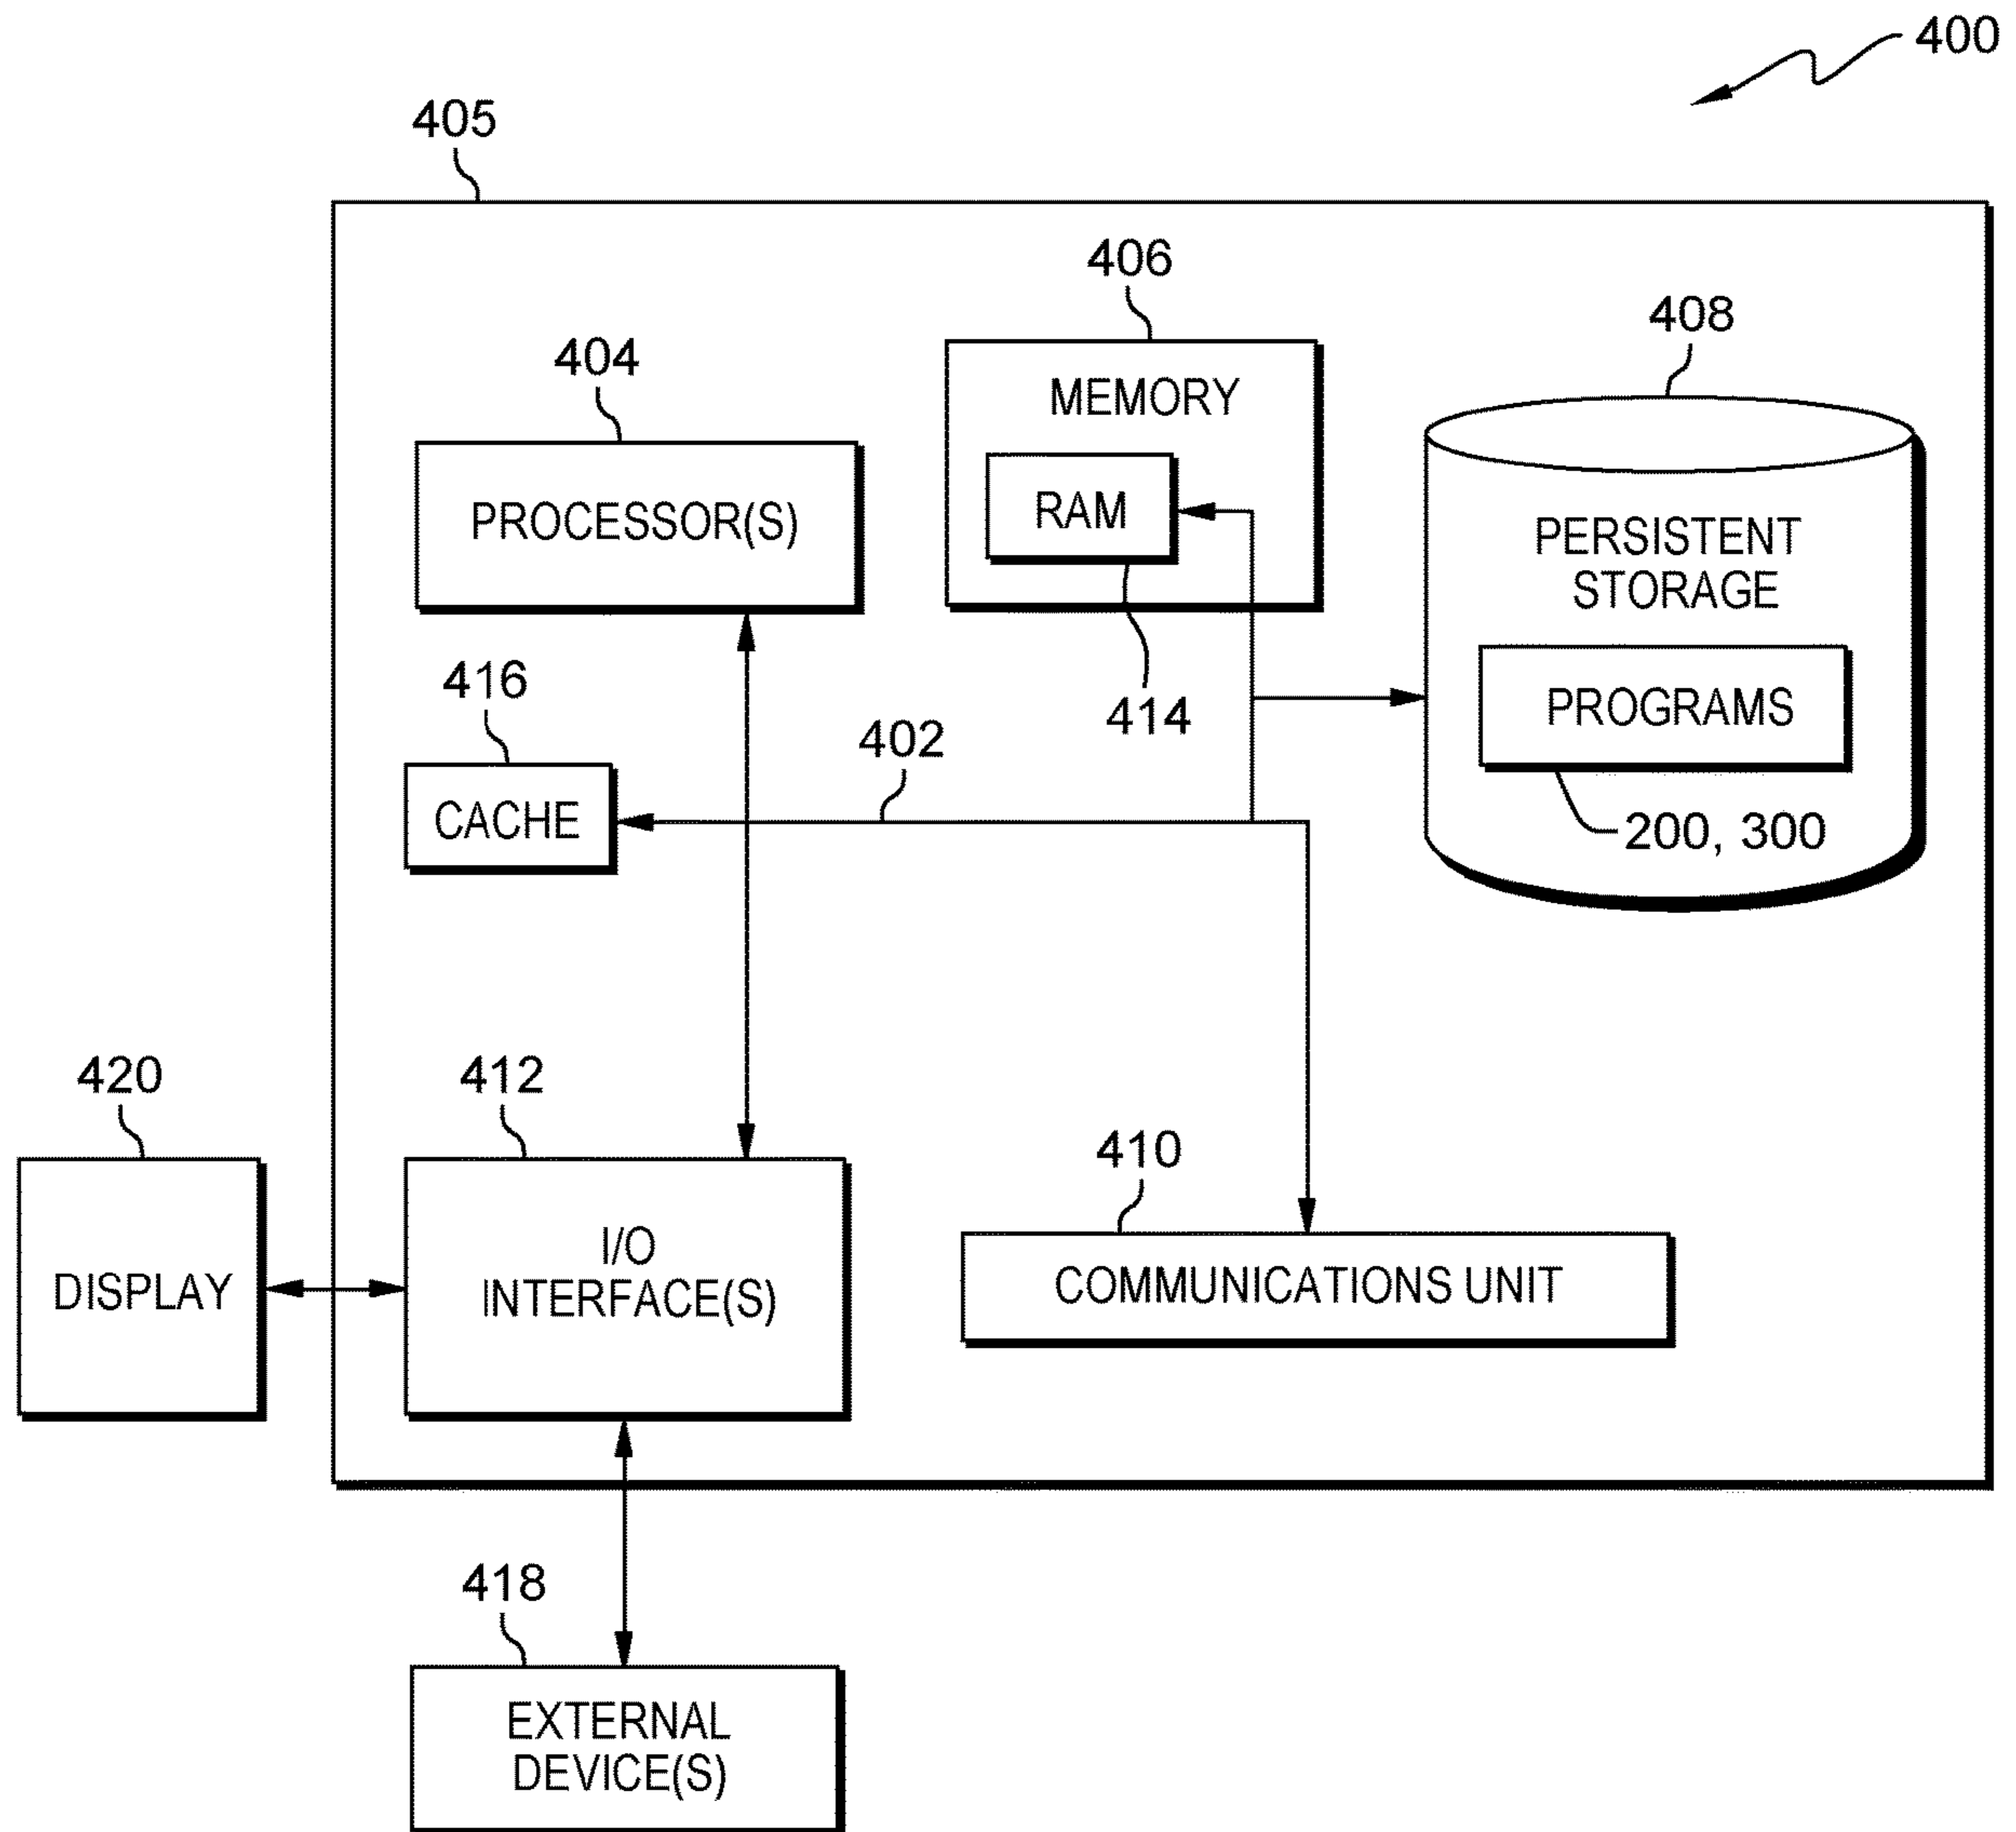 400
405
406
408
404
MEMORY
PROCESSOR(S)
RAM
PERSISTENT
STORAGE
416
414
PROGRAMS
402
CACHE
200, 300
420
412
410
I/O
INTERFACE(S)
DISPLAY
COMMUNICATIONS UNIT
418
EXTERNAL
DEVICE(S)